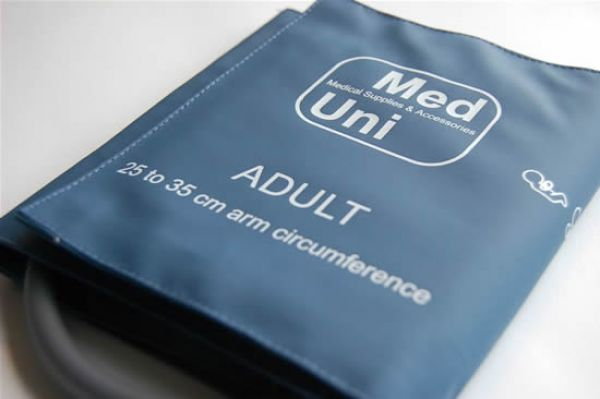 Med
Medical Supplies & Accessories
Uni
ADULT
25 to 35 cm arm circumference